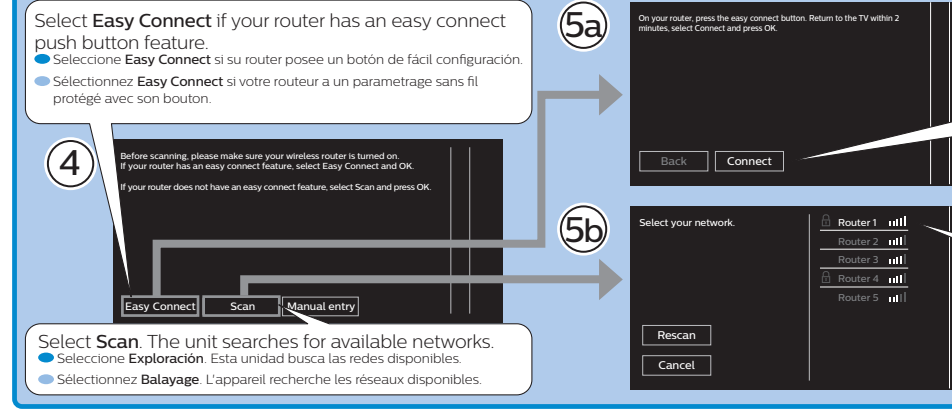 Select Easy Connect if your router has an easy connect
push button feature.
Seleccione Easy Connect si su router posee un botón de fácil configuración.
Sélectionnez Easy Connect si votre routeur a un parametrage sans fil
protégé avec son bouton.
4
Before scanning, please make sure your wireless router is turned on.
If your router has an easy connect feature, select Easy Connect and OK.
If your router does not have an easy connect feature, select Scan and press OK.
Easy Connect
Scan
Manual entry
Select Scan. The unit searches for available networks.
Seleccione Exploración. Esta unidad busca las redes disponibles.
Sélectionnez Balayage. L'appareil recherche les réseaux disponibles.
5a
On your router, press the easy connect button. Return to the TV within 2
minutes, select Connect and press OK.
Back
Connect
5b
Select your network.
Router 1
Router 2
Router 3
Router 4
Router 5
Rescan
Cancel